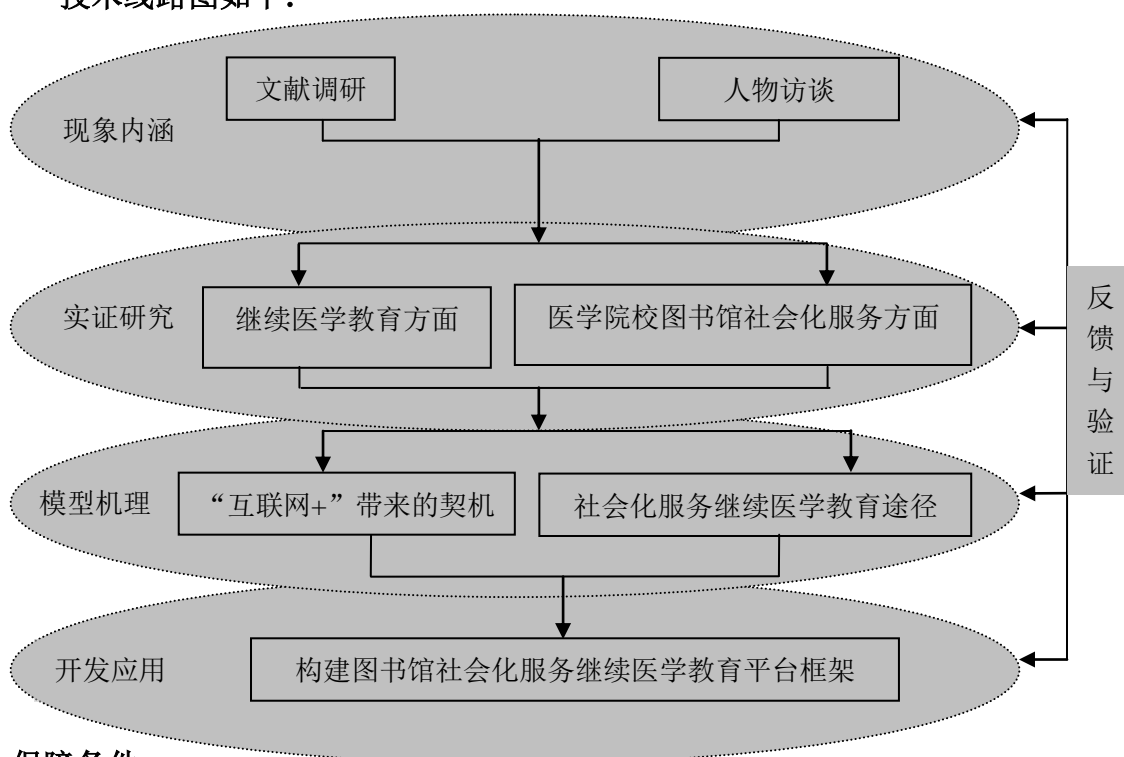 技术线路图如下：
文献调研
人物访谈
现象内涵
实证研究
继续医学教育方面
医学院校图书馆社会化服务方面
反馈与验证
模型机理
“互联网+”带来的契机
社会化服务继续医学教育途径
开发应用
构建图书馆社会化服务继续医学教育平台框架
保障条件